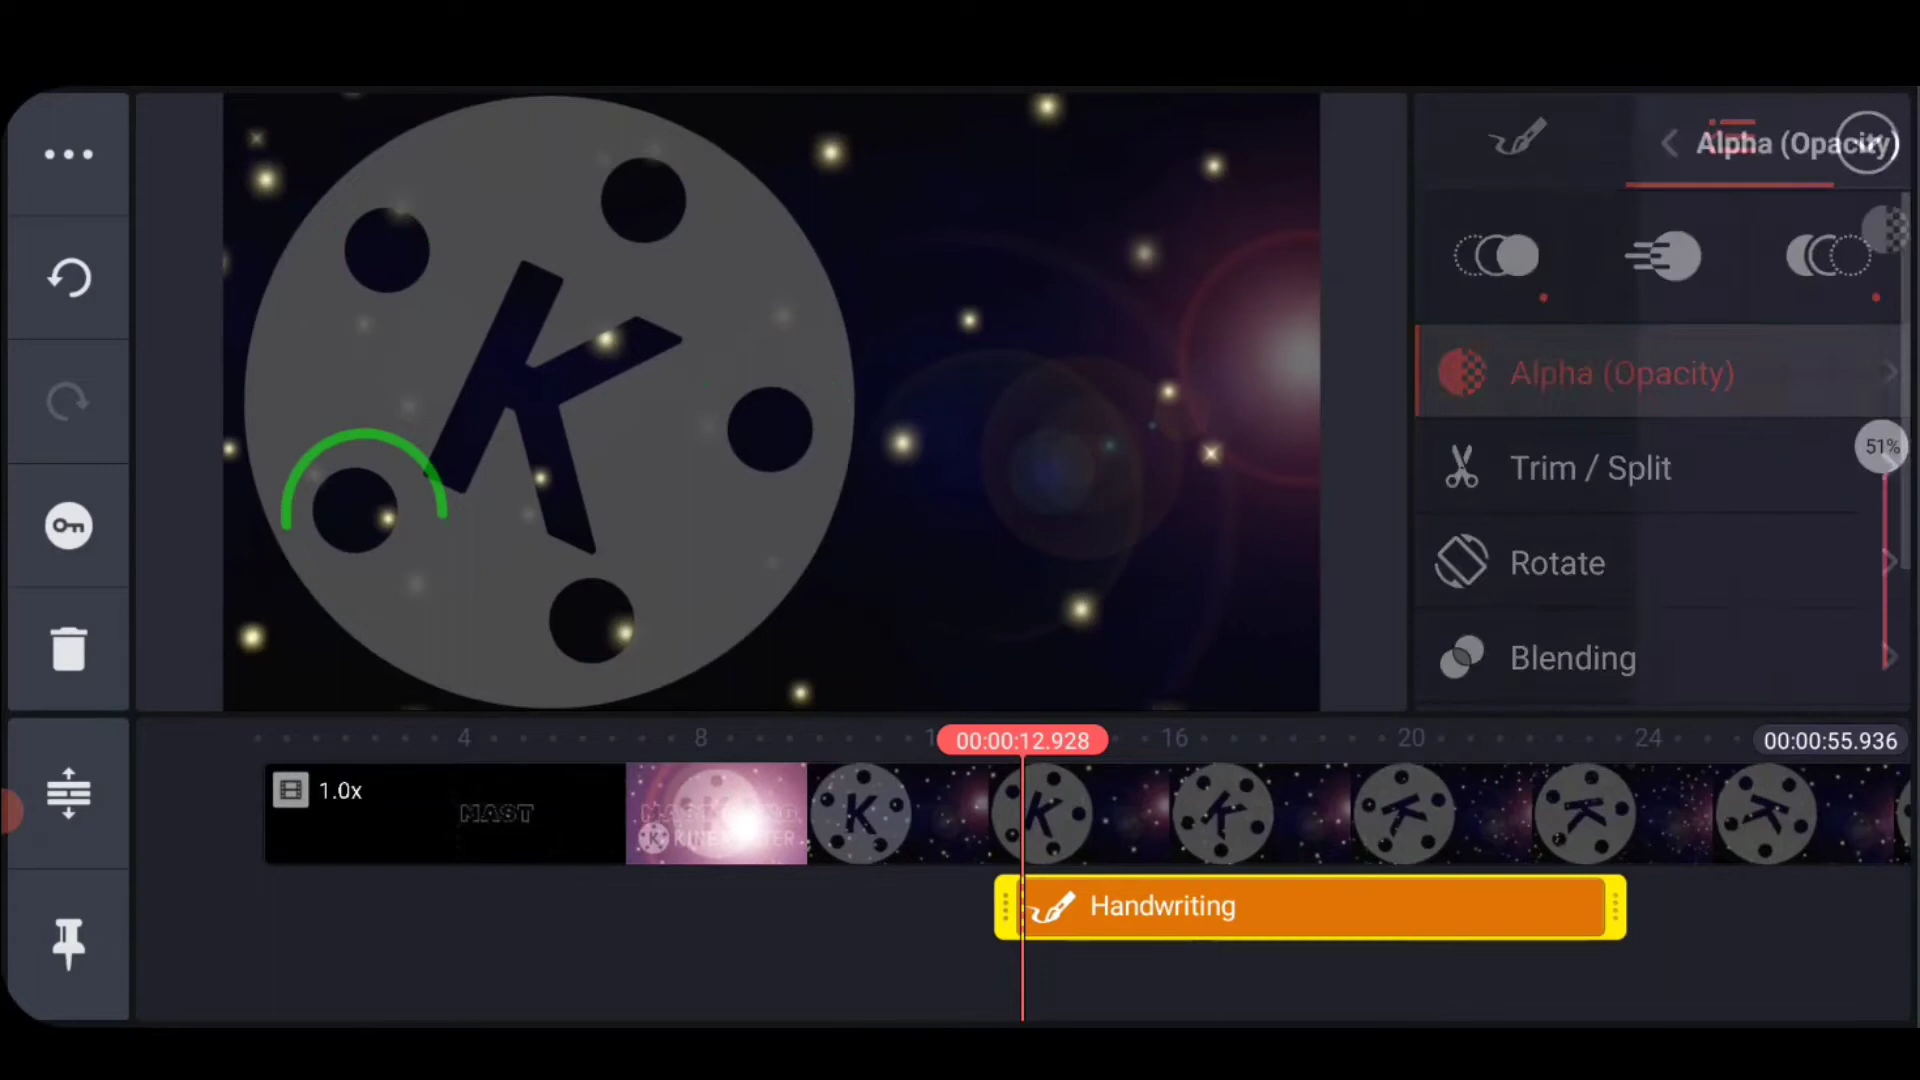 Alpha (Opacity)
Alpha (Opacity)
Trim / Split
51%
Rotate
Blending
K
4
8
00:00:12.928
16
20
24
00:00:55.936
1.0x
MAST
Handwriting